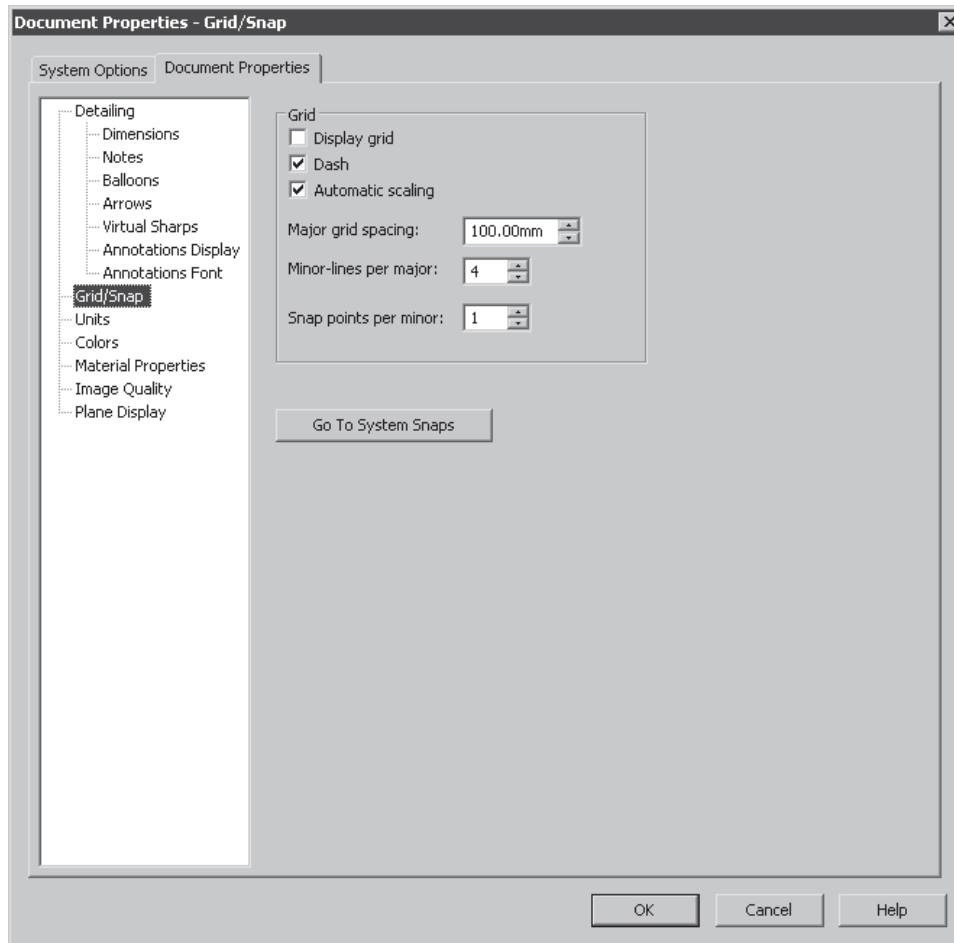 Document Properties - Grid/Snap
System Options
Document Properties
Detailing
Dimensions
Notes
Balloons
Arrows
Virtual Sharps
Annotations Display
Annotations Font
Grid/Snap
Units
Colors
Material Properties
Image Quality
Plane Display
Grid
Display grid
Dash
Automatic scaling
Major grid spacing: 100.00mm
Minor-lines per major: 4
Snap points per minor: 1
Go To System Snaps
OK Cancel Help